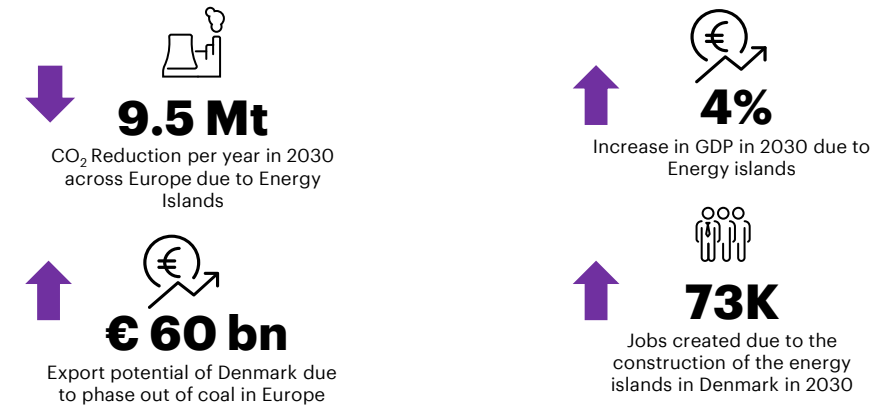 9.5 Mt
CO₂ Reduction per year in 2030
across Europe due to Energy
Islands
€
4%
Increase in GDP in 2030 due to
Energy islands
€
€ 60 bn
Export potential of Denmark due
to phase out of coal in Europe
73K
Jobs created due to the
construction of the energy
islands in Denmark in 2030